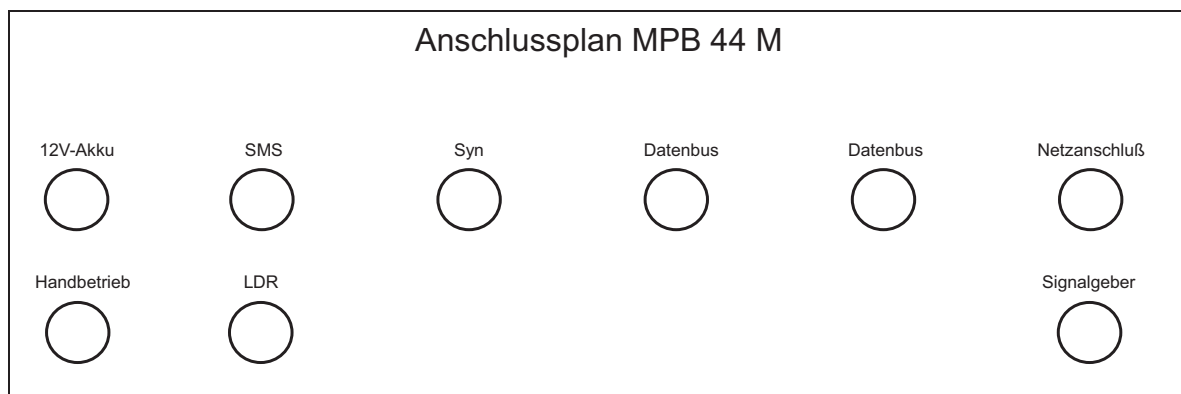 Anschlussplan MPB 44 M
12V-Akku SMS Syn Datenbus Datenbus Netzanschluß
Handbetrieb LDR Signalgeber